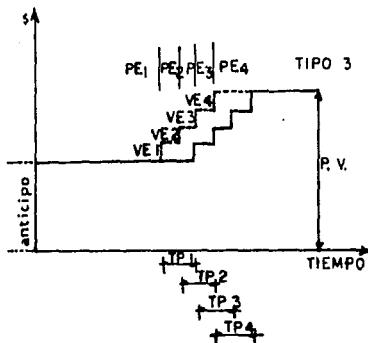 $
PE1 PE2 PE3 PE4 TIPO 3
VE4
VE3
VE2
VE1
P.V.
anticipo
TIEMPO
TP1
TP2
TP3
TP4